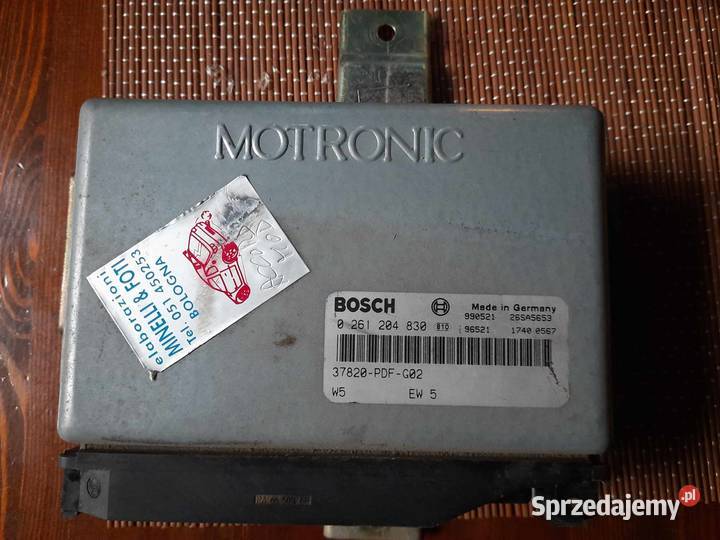 MOTRONIC
elaborazioni
MINELLI & FOTI
Tel. 051 450253
BOLOGNA
BOSCH
Made in Germany
0 261 204 830 B10
990521 26SA5653
96521 1740 0567
37820-PDF-G02
W5 EW 5
Sprzedajemy.pl